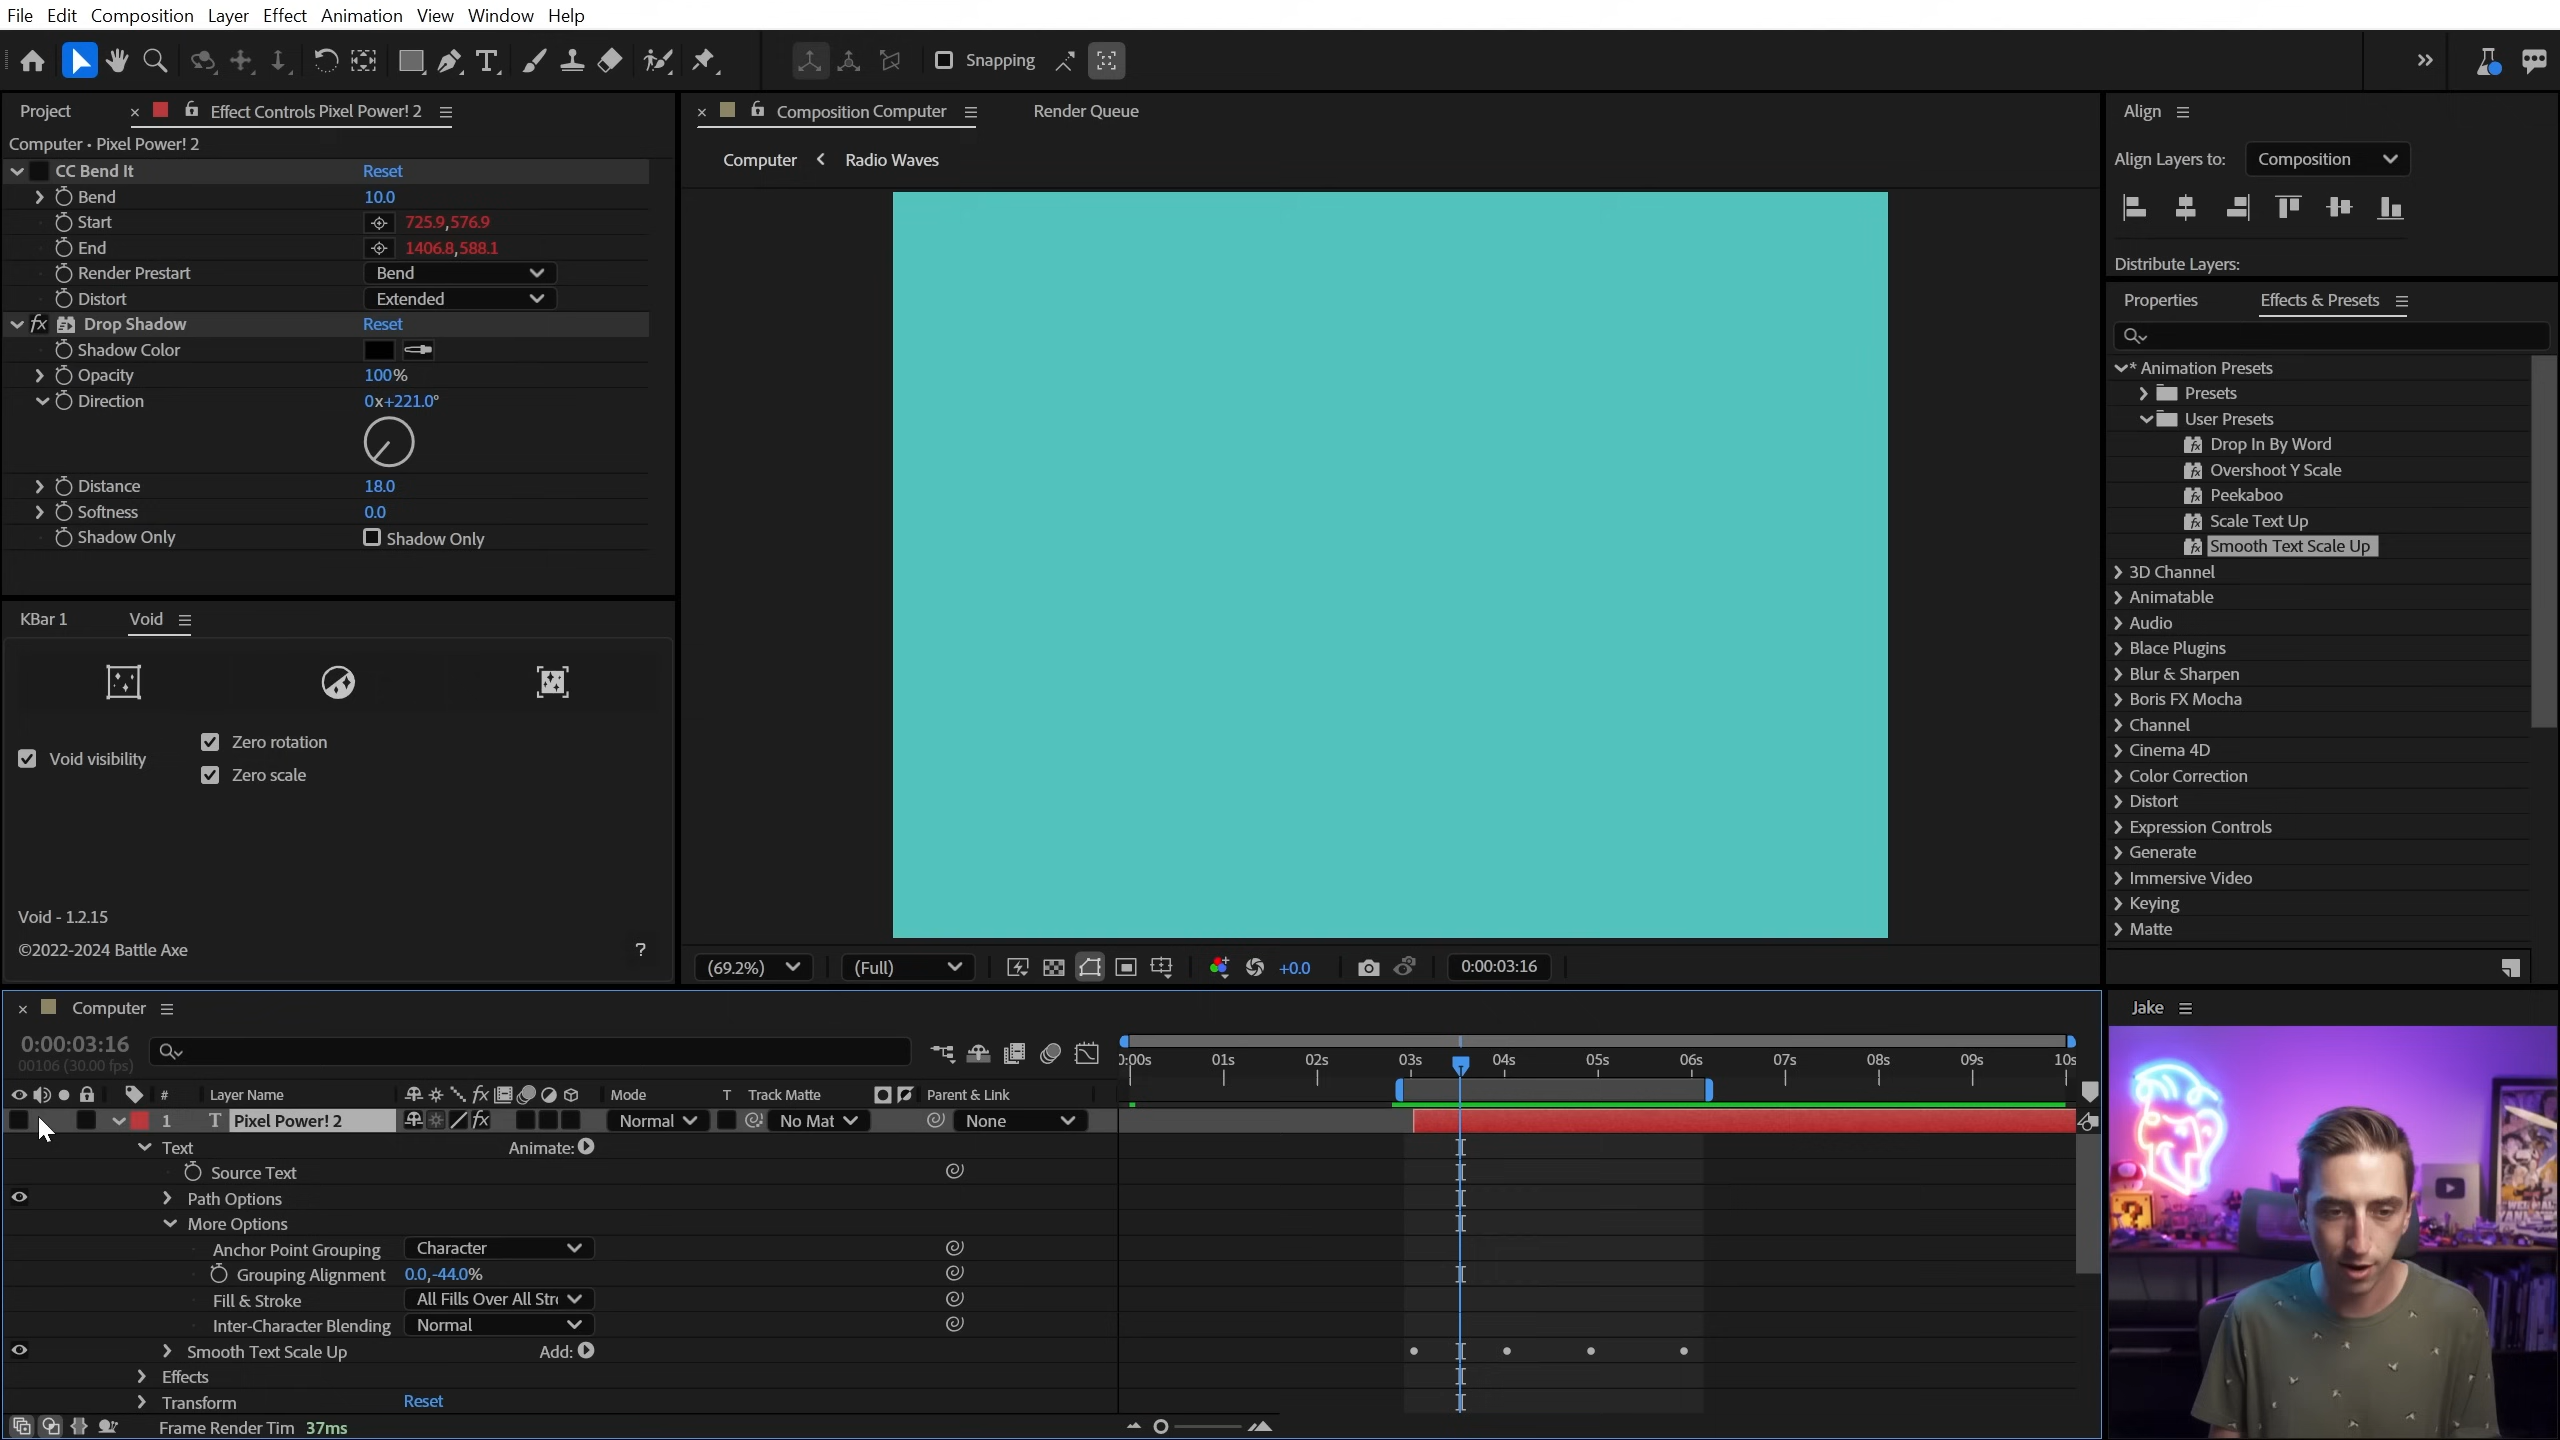 File Edit Composition Layer Effect Animation View Window Help
Snapping
Project
Effect Controls Pixel Power! 2
Computer • Pixel Power! 2
CC Bend It Reset
Bend 10.0
Start 725.9,576.9
End 1406.8,588.1
Render Prestart Bend
Distort Extended
fx Drop Shadow Reset
Shadow Color
Opacity 100%
Direction 0x+221.0°
Distance 18.0
Softness 0.0
Shadow Only Shadow Only
KBar 1 Void
Void visibility
Zero rotation
Zero scale
Void - 1.2.15
©2022-2024 Battle Axe
?
Composition Computer Render Queue
Computer Radio Waves
(69.2%) (Full) +0.0 0:00:03:16
Align
Align Layers to: Composition
Distribute Layers:
Properties Effects & Presets
* Animation Presets
Presets
User Presets
Drop In By Word
Overshoot Y Scale
Peekaboo
Scale Text Up
Smooth Text Scale Up
3D Channel
Animatable
Audio
Blace Plugins
Blur & Sharpen
Boris FX Mocha
Channel
Cinema 4D
Color Correction
Distort
Expression Controls
Generate
Immersive Video
Keying
Matte
Computer
0:00:03:16
00106 (30.00 fps)
0:00s 01s 02s 03s 04s 05s 06s 07s 08s 09s 10s
# Layer Name fx Mode T Track Matte Parent & Link
1 T Pixel Power! 2 fx Normal No Mat None
Text Animate:
Source Text
Path Options
More Options
Anchor Point Grouping Character
Grouping Alignment 0.0,-44.0%
Fill & Stroke All Fills Over All Str
Inter-Character Blending Normal
Smooth Text Scale Up Add:
Effects
Transform Reset
Frame Render Tim 37ms
Jake